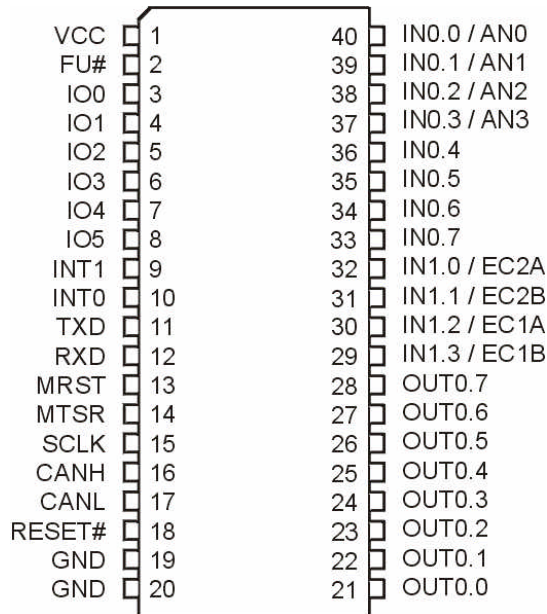 VCC 1 40 IN0.0 / AN0
FU# 2 39 IN0.1 / AN1
IO0 3 38 IN0.2 / AN2
IO1 4 37 IN0.3 / AN3
IO2 5 36 IN0.4
IO3 6 35 IN0.5
IO4 7 34 IN0.6
IO5 8 33 IN0.7
INT1 9 32 IN1.0 / EC2A
INT0 10 31 IN1.1 / EC2B
TXD 11 30 IN1.2 / EC1A
RXD 12 29 IN1.3 / EC1B
MRST 13 28 OUT0.7
MTSR 14 27 OUT0.6
SCLK 15 26 OUT0.5
CANH 16 25 OUT0.4
CANL 17 24 OUT0.3
RESET# 18 23 OUT0.2
GND 19 22 OUT0.1
GND 20 21 OUT0.0